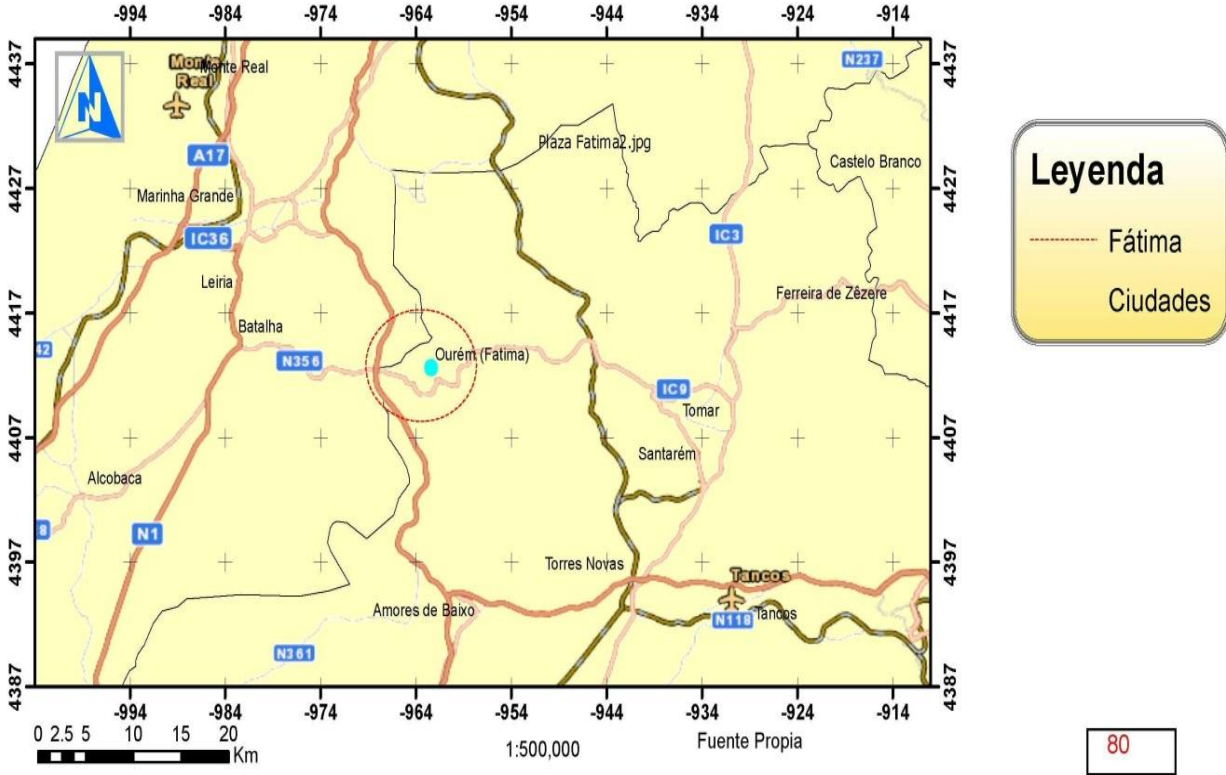 -994 -984 -974 -964 -954 -944 -934 -924 -914
4437 4437
N237
Monte Real
Monte
Real
N
Plaza Fatima2.jpg
A17
Castelo Branco
4427 4427
Marinha Grande
IC3
IC36
Leiria
Ferreira de Zêzere
4417 4417
Batalha
42
N356
Ourém (Fatima)
IC9
Tomar
4407 4407
Santarém
Alcobaca
8
N1
4397 4397
Torres Novas
Tancos
Amores de Baixo
N118
Tancos
N361
4387 4387
-994 -984 -974 -964 -954 -944 -934 -924 -914
0 2.5 5 10 15 20
Km
1:500,000
Fuente Propia
Leyenda
Fátima
Ciudades
80